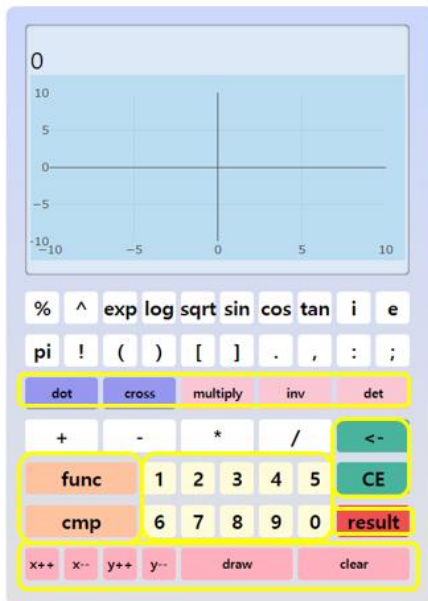 0
10
5
0
-5
-10
-10 -5 0 5 10
% ^ exp log sqrt sin cos tan i e
pi ! ( ) [ ] . , : ;
dot cross multiply inv det
+ - * / <-
func 1 2 3 4 5 CE
cmp 6 7 8 9 0 result
x++ x-- y++ y-- draw clear